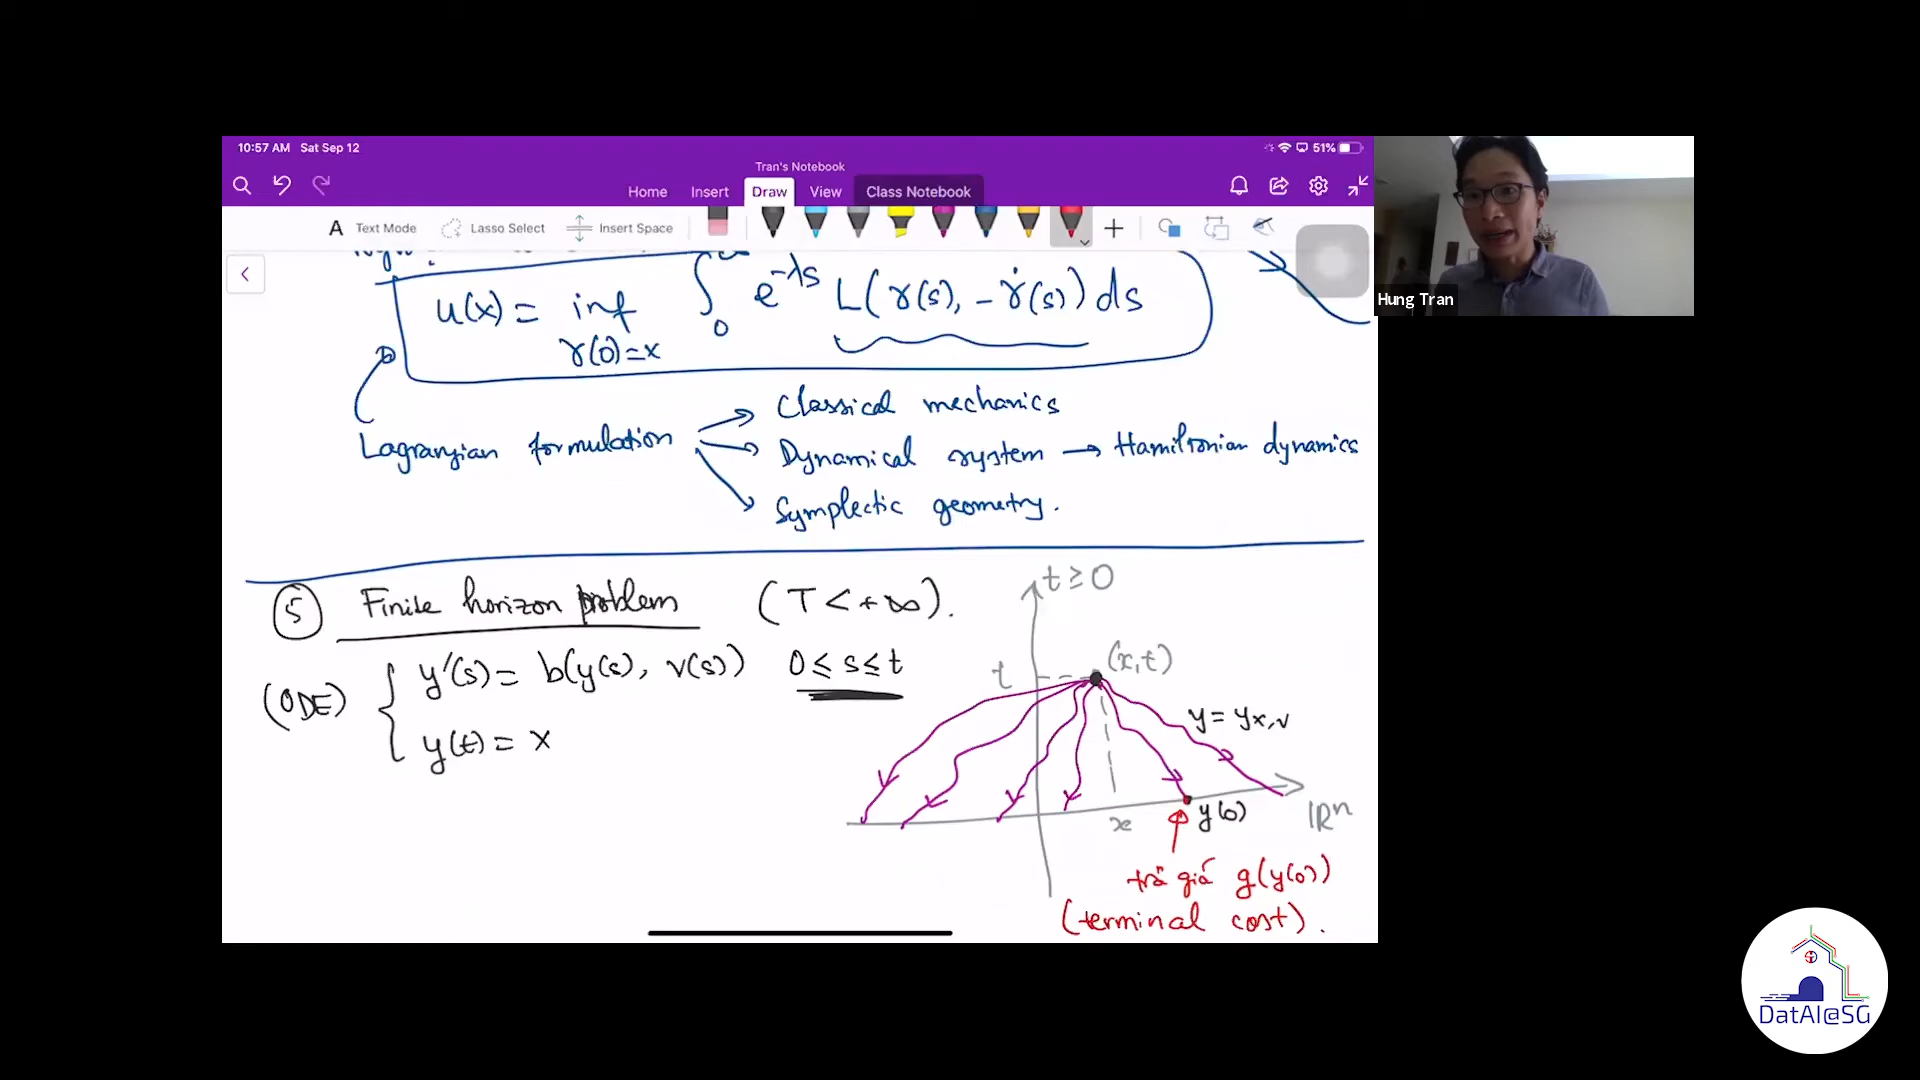 10:57 AM Sat Sep 12
51%
Tran's Notebook
Home Insert Draw View Class Notebook
A Text Mode Lasso Select Insert Space
u(x) = inf ∫ e^{-λs} L(γ(s), -γ̇(s)) ds
γ(0)=x 0
Classical mechanics
Lagrangian formulation
Dynamical system → Hamiltonian dynamics
Symplectic geometry.
5 Finite horizon problem (T < +∞).
(ODE) { y'(s) = b(y(s), v(s)) 0 ≤ s ≤ t
y(t) = x
t ≥ 0
t (x,t)
y = yx,v
x y(0) IRⁿ
trả giá g(y(0))
(terminal cost).
Hung Tran
DatAI@SG